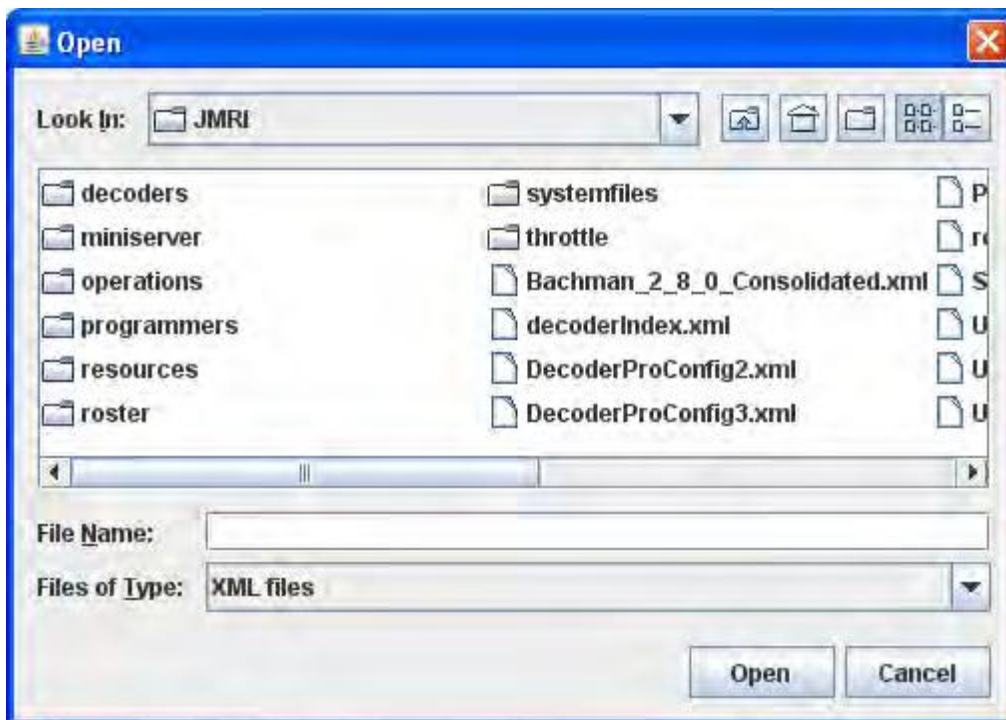 Open
Look In: JMRI
decoders
miniserver
operations
programmers
resources
roster
systemfiles
throttle
Bachman_2_8_0_Consolidated.xml
decoderIndex.xml
DecoderProConfig2.xml
DecoderProConfig3.xml
P
S
U
U
U
File Name:
Files of Type: XML files
Open Cancel